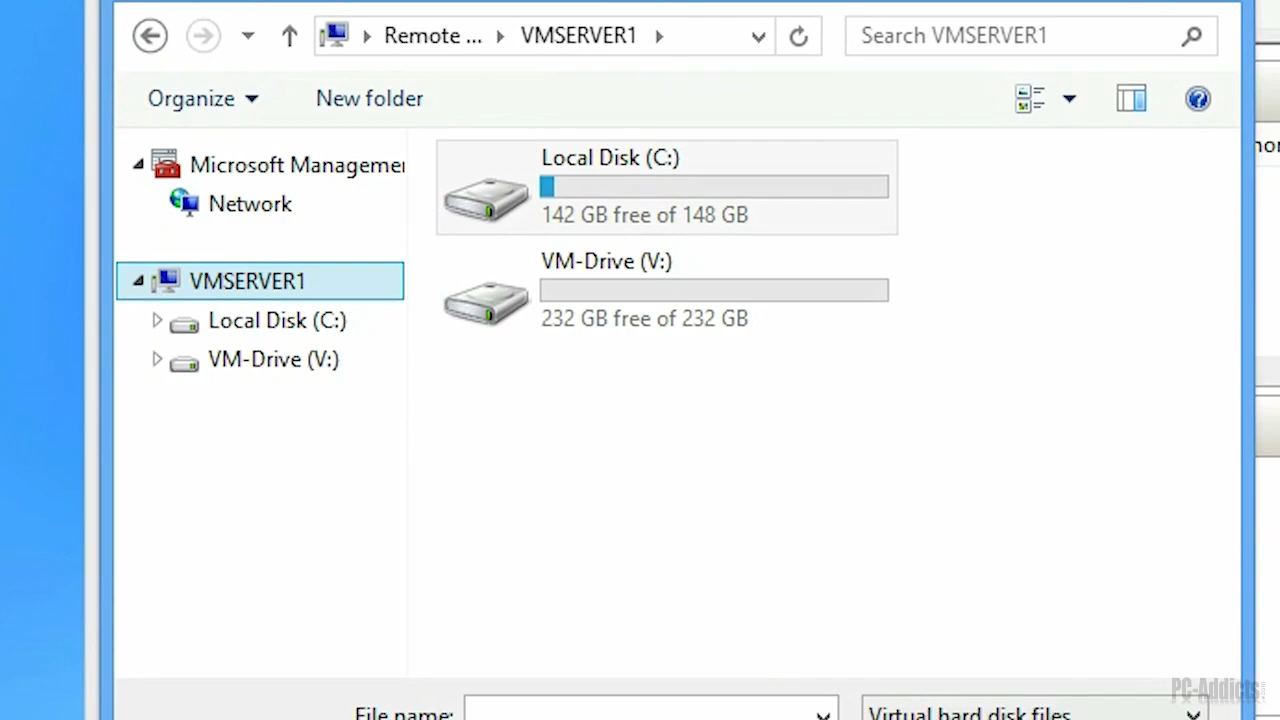 Remote ... VMSERVER1
Search VMSERVER1
Organize
New folder
Microsoft Managemer
Network
VMSERVER1
Local Disk (C:)
VM-Drive (V:)
Local Disk (C:)
142 GB free of 148 GB
VM-Drive (V:)
232 GB free of 232 GB
File name:
Virtual hard disk files
PC-Addicts